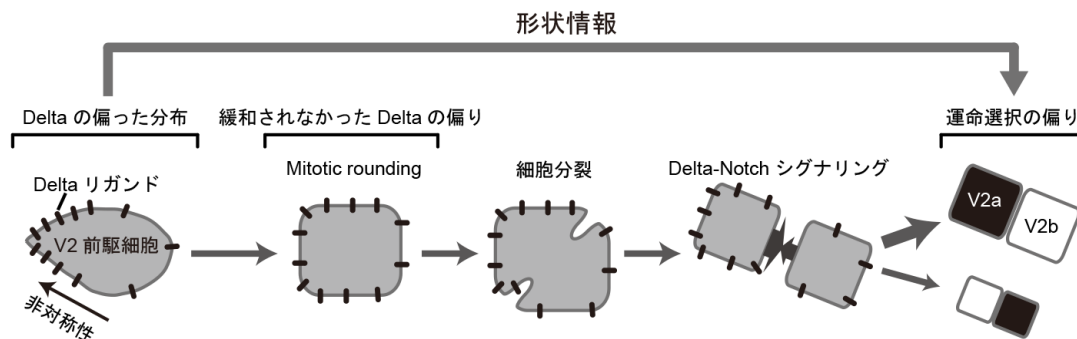 形状情報
Delta の偏った分布
緩和されなかった Delta の偏り
運命選択の偏り
Mitotic rounding
細胞分裂
Delta-Notch シグナリング
Delta リガンド
V2 前駆細胞
非対称性
V2a
V2b